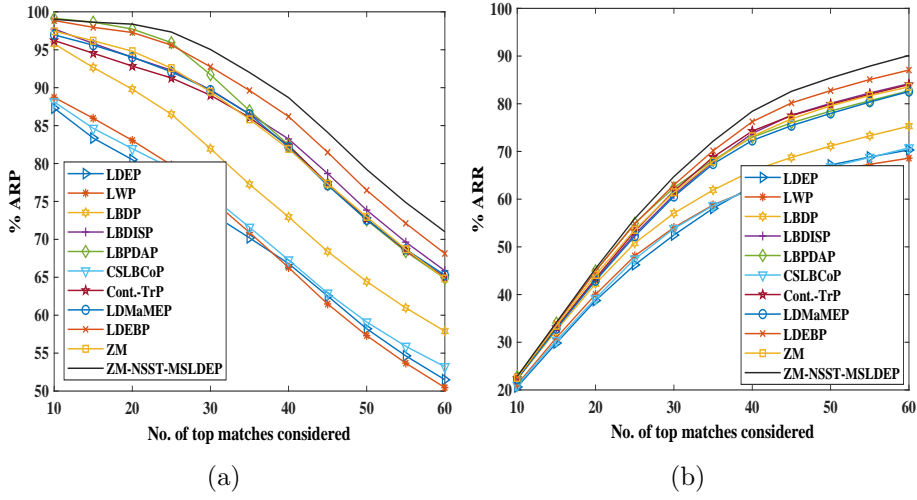 100
95
90
85
80
75
70
65
60
55
50
% ARP
LDEP
LWP
LBDP
LBDISP
LBPDAP
CSLBCoP
Cont.-TrP
LDMaMEP
LDEBP
ZM
ZM-NSST-MSLDEP
10 20 30 40 50 60
No. of top matches considered
(a)
100
90
80
70
60
50
40
30
20
% ARR
LDEP
LWP
LBDP
LBDISP
LBPDAP
CSLBCoP
Cont.-TrP
LDMaMEP
LDEBP
ZM
ZM-NSST-MSLDEP
10 20 30 40 50 60
No. of top matches considered
(b)